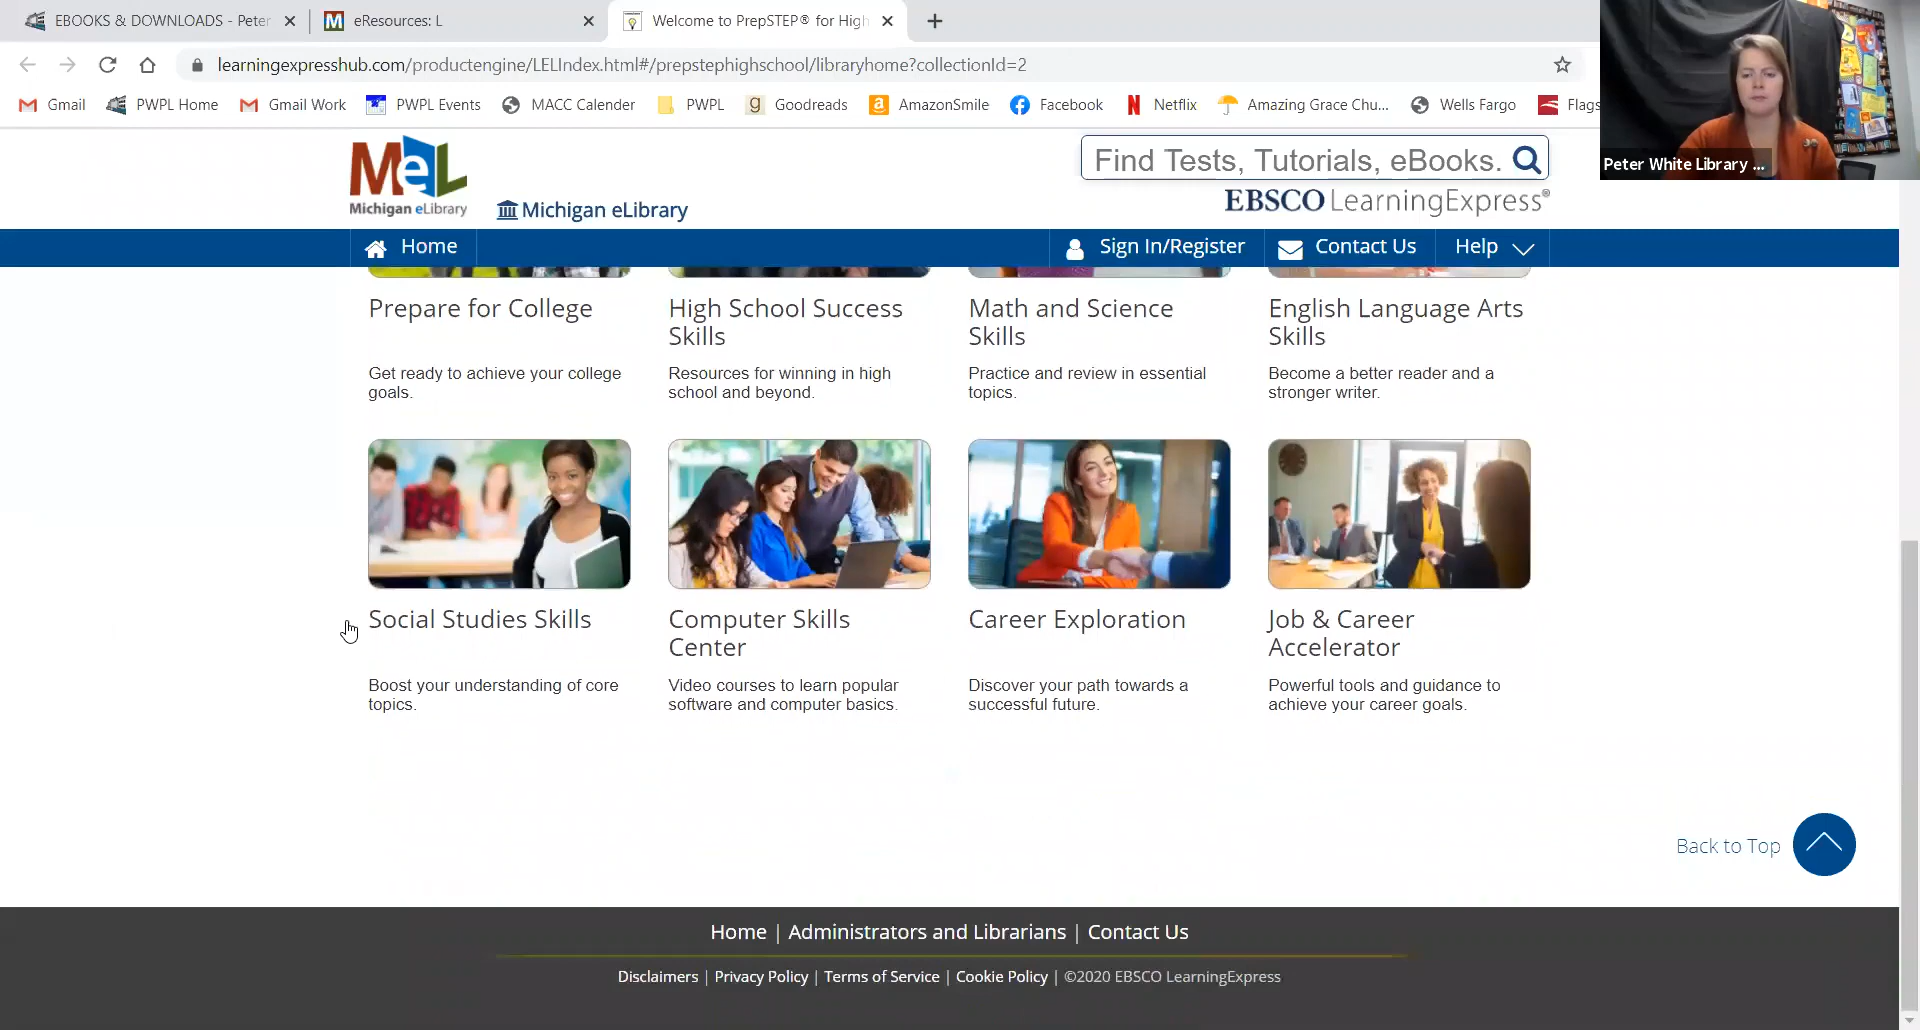 EBOOKS & DOWNLOADS - Peter
eResources: L
Welcome to PrepSTEP® for High
learningexpresshub.com/productengine/LELIndex.html#/prepstephighschool/libraryhome?collectionId=2
Gmail
PWPL Home
Gmail Work
PWPL Events
MACC Calender
PWPL
Goodreads
AmazonSmile
Facebook
Netflix
Amazing Grace Chu...
Wells Fargo
Flags
Peter White Library ...
MeL
Michigan eLibrary
Michigan eLibrary
Find Tests, Tutorials, eBooks.
EBSCO LearningExpress®
Home
Sign In/Register
Contact Us
Help
Prepare for College
Get ready to achieve your college
goals.
High School Success
Skills
Resources for winning in high
school and beyond.
Math and Science
Skills
Practice and review in essential
topics.
English Language Arts
Skills
Become a better reader and a
stronger writer.
Social Studies Skills
Boost your understanding of core
topics.
Computer Skills
Center
Video courses to learn popular
software and computer basics.
Career Exploration
Discover your path towards a
successful future.
Job & Career
Accelerator
Powerful tools and guidance to
achieve your career goals.
Back to Top
Home | Administrators and Librarians | Contact Us
Disclaimers | Privacy Policy | Terms of Service | Cookie Policy | ©2020 EBSCO LearningExpress